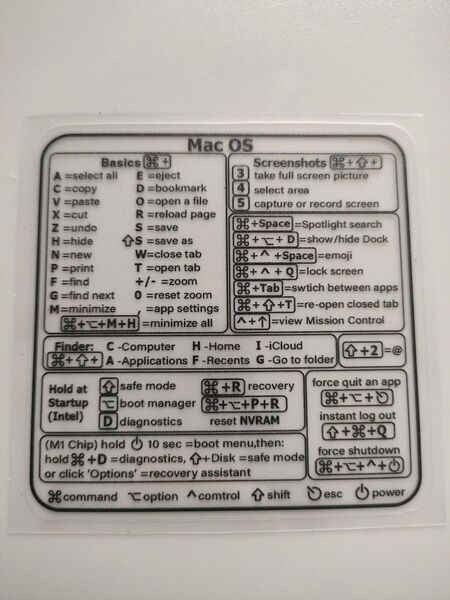 Mac OS
Basics ⌘+
A =select all
C =copy
V =paste
X =cut
Z =undo
H =hide
N =new
P =print
F =find
G =find next
M=minimize
⌘+⌥+M+H =minimize all
E =eject
D =bookmark
O =open a file
R =reload page
S =save
⇧S =save as
W=close tab
T =open tab
+/- =zoom
0 =reset zoom
, =app settings
Screenshots ⌘+⇧+
3 take full screen picture
4 select area
5 capture or record screen
⌘+Space =Spotlight search
⌘+⌥+D =show/hide Dock
⌘+^+Space =emoji
⌘+^+Q =lock screen
⌘+Tab =swtich between apps
⌘+⇧+T =re-open closed tab
^+↑ =view Mission Control
Finder: C -Computer H -Home I -iCloud
⌘+⇧+ A -Applications F -Recents G -Go to folder
⇧+2 =@
Hold at
Startup
(Intel)
⇧ safe mode
⌥ boot manager
D diagnostics
⌘+R recovery
⌘+⌥+P+R
reset NVRAM
force quit an app
⌘+⌥+⎋
instant log out
⇧+⌘+Q
force shutdown
⌘+⌥+^+⏻
(M1 Chip) hold ⏻ 10 sec =boot menu,then:
hold ⌘+D =diagnostics, ⇧+Disk =safe mode
or click 'Options' =recovery assistant
⌘command ⌥option ^comtrol ⇧shift ⎋esc ⏻power